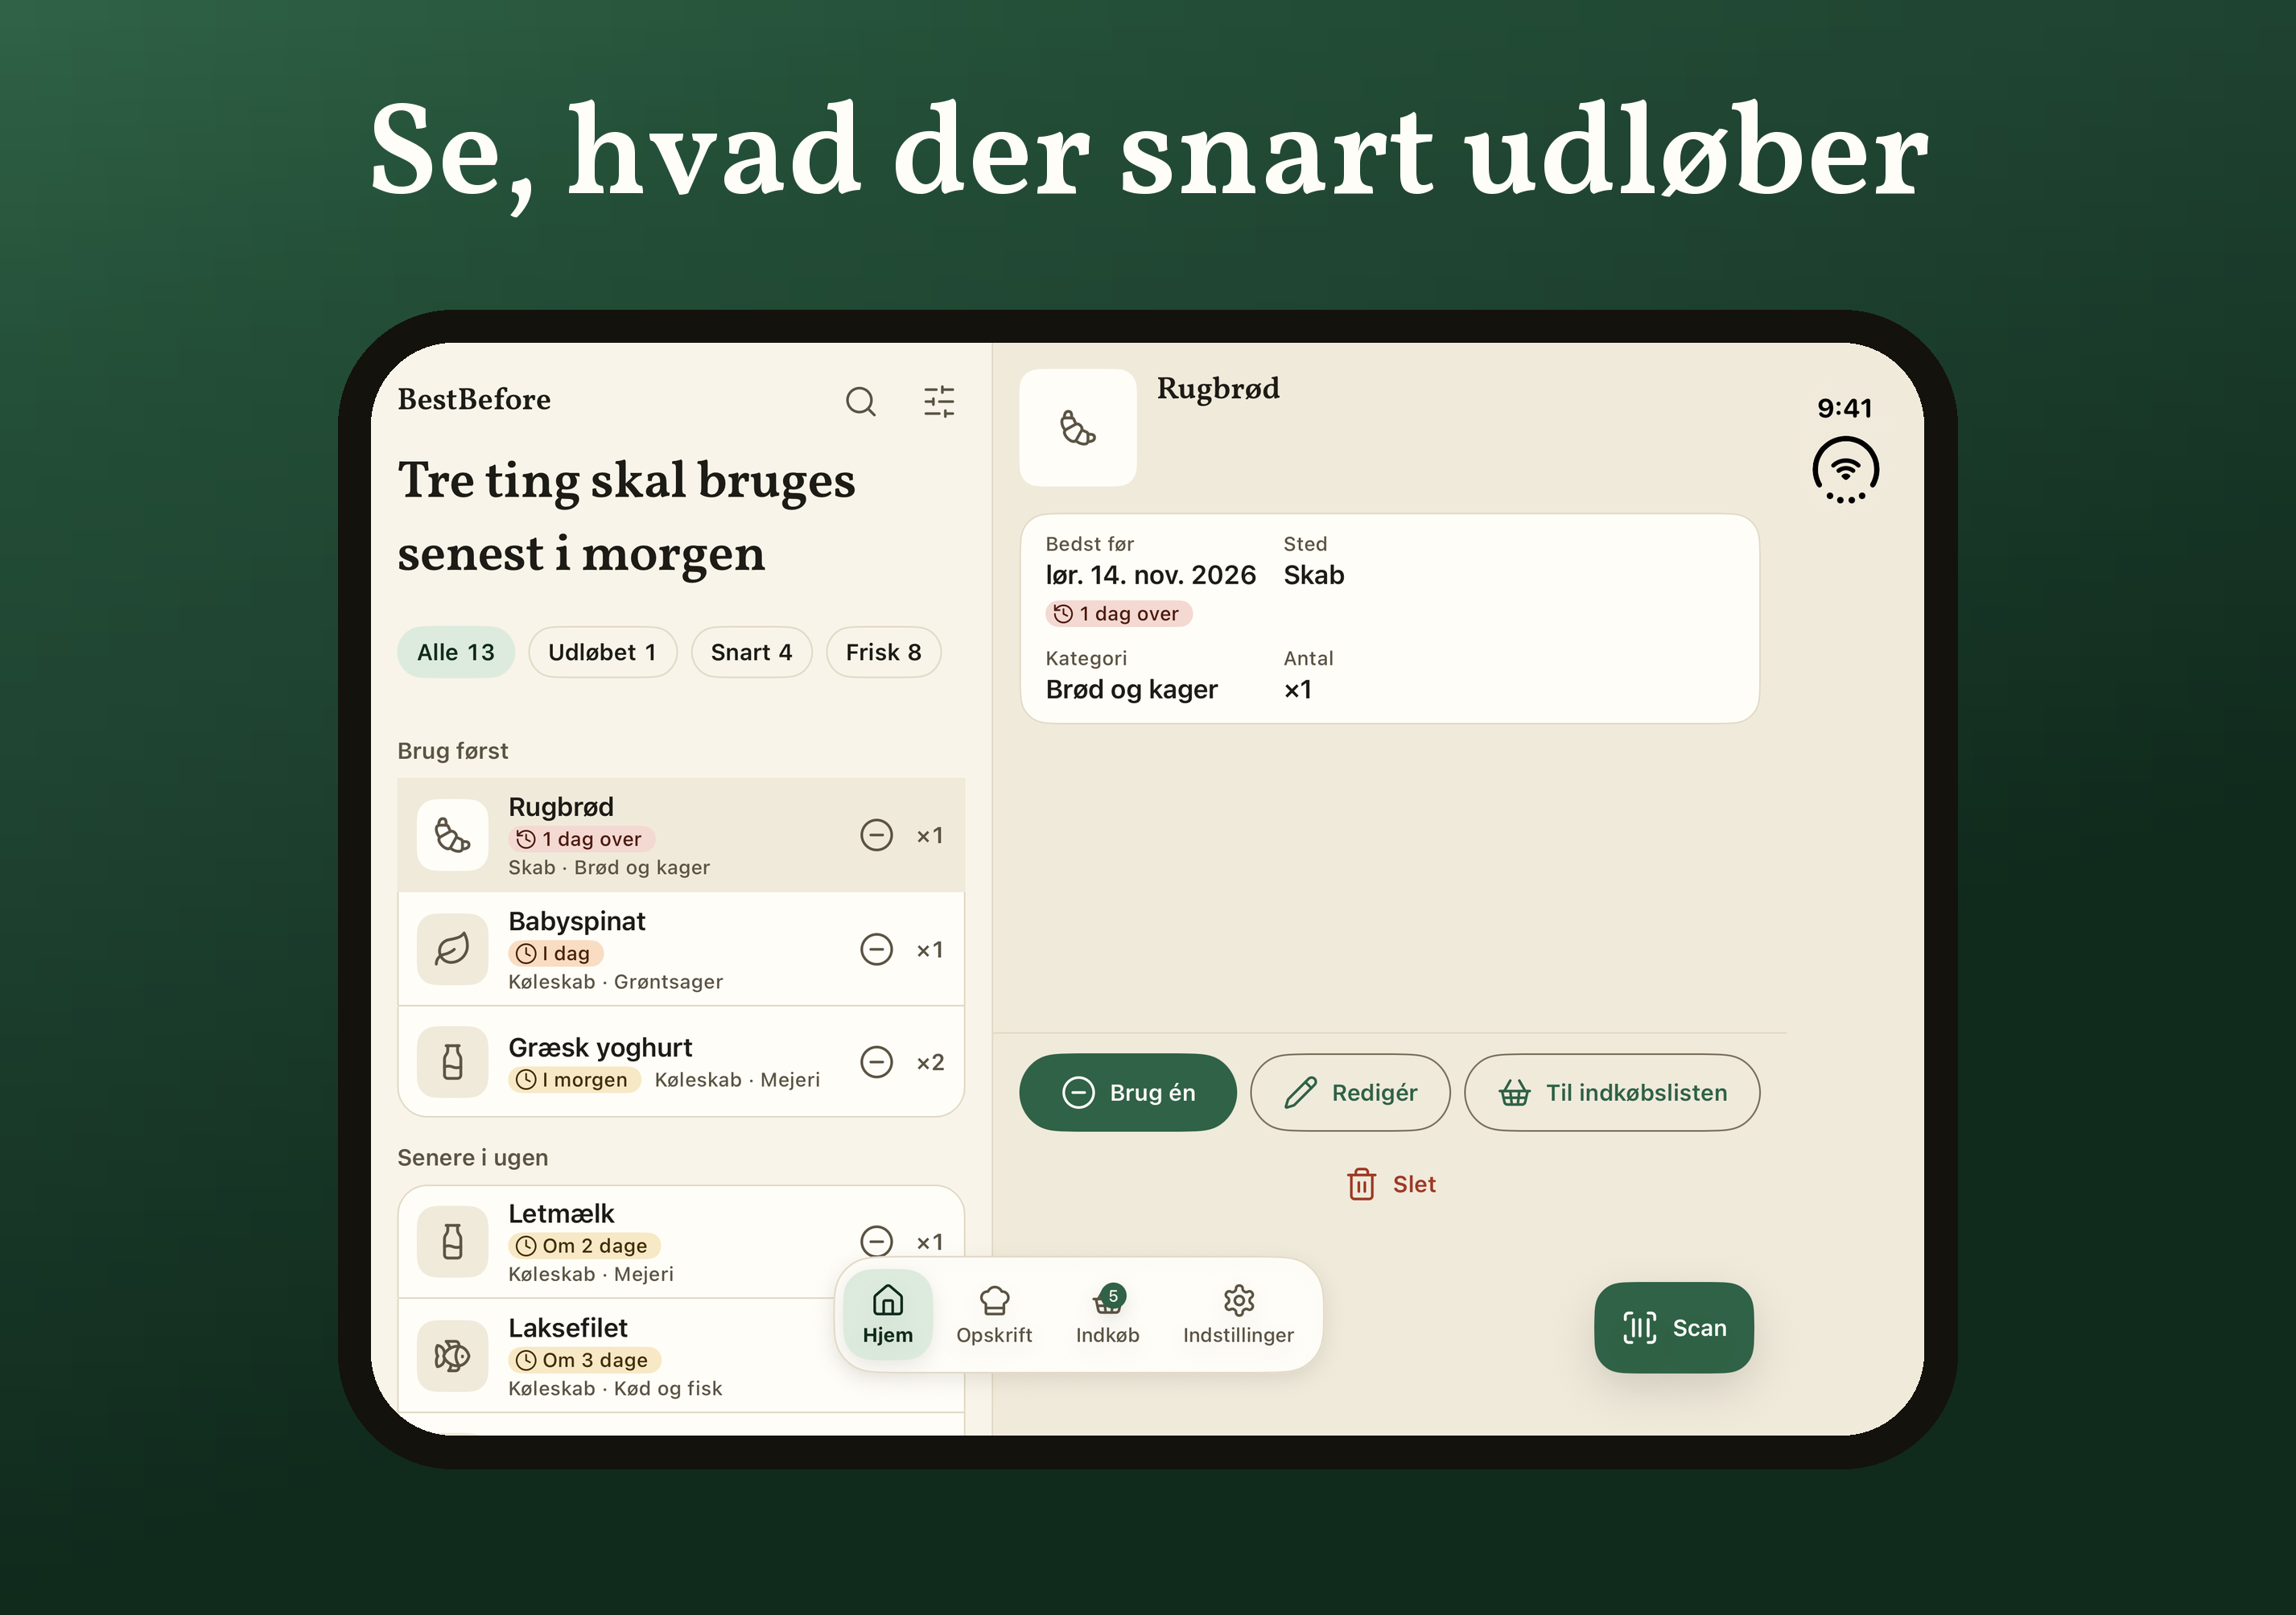 Se, hvad der snart udløber
BestBefore
Tre ting skal bruges
senest i morgen
Alle 13
Udløbet 1
Snart 4
Frisk 8
Brug først
Rugbrød
1 dag over
Skab · Brød og kager
×1
Babyspinat
I dag
Køleskab · Grøntsager
×1
Græsk yoghurt
I morgen
Køleskab · Mejeri
×2
Senere i ugen
Letmælk
Om 2 dage
Køleskab · Mejeri
×1
Laksefilet
Om 3 dage
Køleskab · Kød og fisk
Rugbrød
9:41
Bedst før
lør. 14. nov. 2026
1 dag over
Sted
Skab
Kategori
Brød og kager
Antal
×1
Brug én
Redigér
Til indkøbslisten
Slet
Hjem
Opskrift
5
Indkøb
Indstillinger
Scan